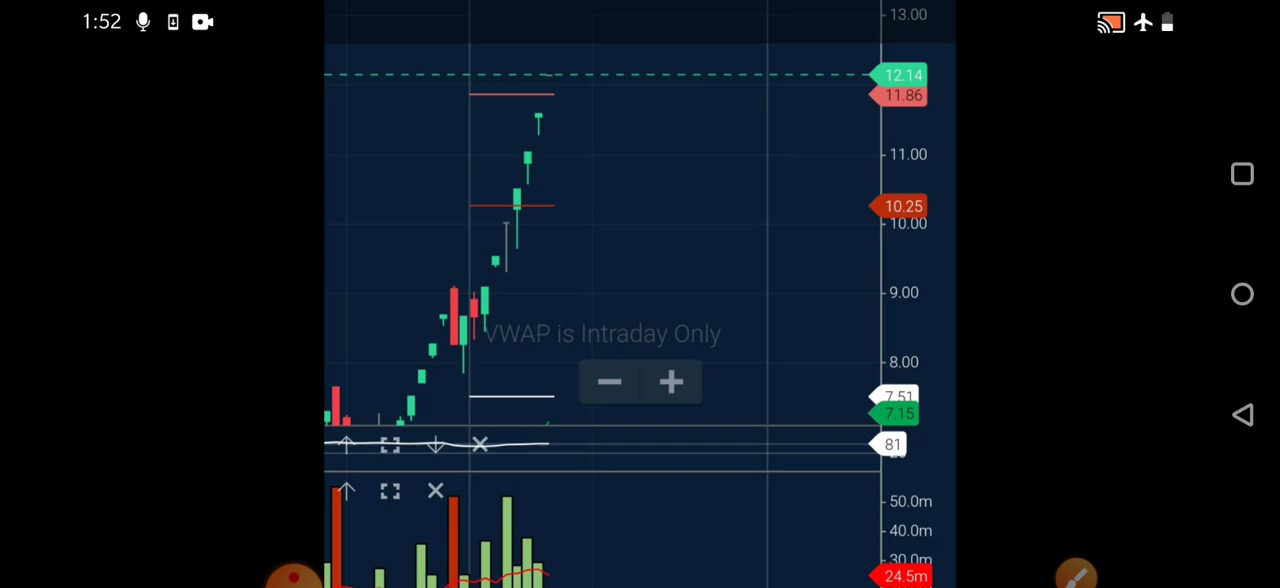 1:52
13.00
12.14
11.86
11.00
10.25
10.00
9.00
VWAP is Intraday Only
8.00
7.51
7.15
81
50.0m
40.0m
30.0m
24.5m